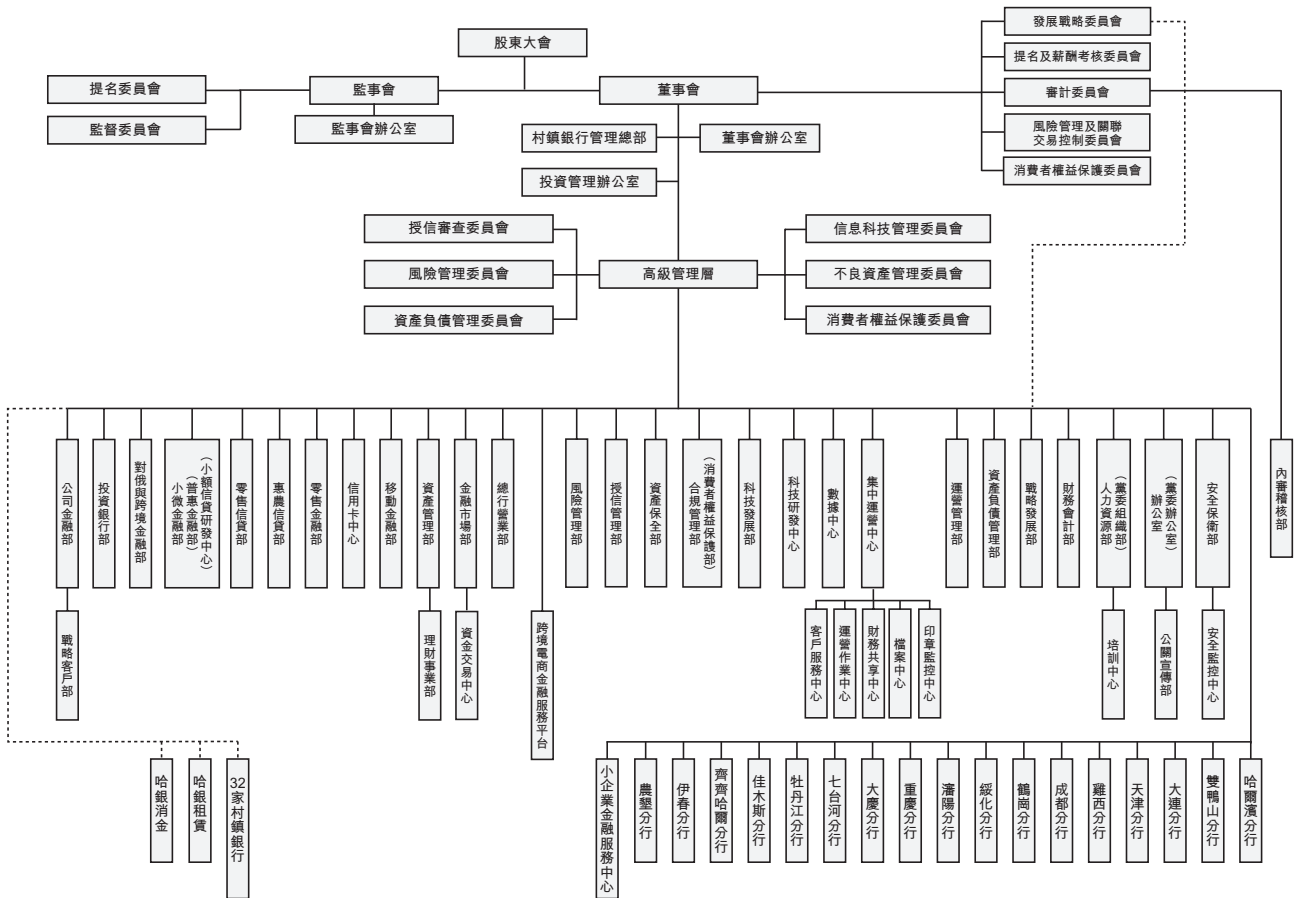 股東大會
發展戰略委員會
提名及薪酬考核委員會
審計委員會
風險管理及關聯
交易控制委員會
消費者權益保護委員會
提名委員會
監督委員會
監事會
監事會辦公室
董事會
村鎮銀行管理總部
董事會辦公室
投資管理辦公室
授信審查委員會
風險管理委員會
資產負債管理委員會
高級管理層
信息科技管理委員會
不良資產管理委員會
消費者權益保護委員會
公司金融部
投資銀行部
對俄與跨境金融部
(小額信貸研發中心)
(普惠金融部)
小微金融部
零售信貸部
惠農信貸部
零售金融部
信用卡中心
移動金融部
資產管理部
金融市場部
總行營業部
風險管理部
授信管理部
資產保全部
(消費者權益保護部)
合規管理部
科技發展部
科技研發中心
數據中心
集中運營中心
運營管理部
資產負債管理部
戰略發展部
財務會計部
(黨委組織部)
人力資源部
(黨委辦公室)
辦公室
安全保衛部
內審稽核部
戰略客戶部
理財事業部
資金交易中心
跨境電商金融服務平台
客戶服務中心
運營作業中心
財務共享中心
檔案中心
印章監控中心
培訓中心
公關宣傳部
安全監控中心
哈銀消金
哈銀租賃
32家村鎮銀行
小企業金融服務中心
農墾分行
伊春分行
齊齊哈爾分行
佳木斯分行
牡丹江分行
七台河分行
大慶分行
重慶分行
瀋陽分行
綏化分行
鶴崗分行
成都分行
雞西分行
天津分行
大連分行
雙鴨山分行
哈爾濱分行